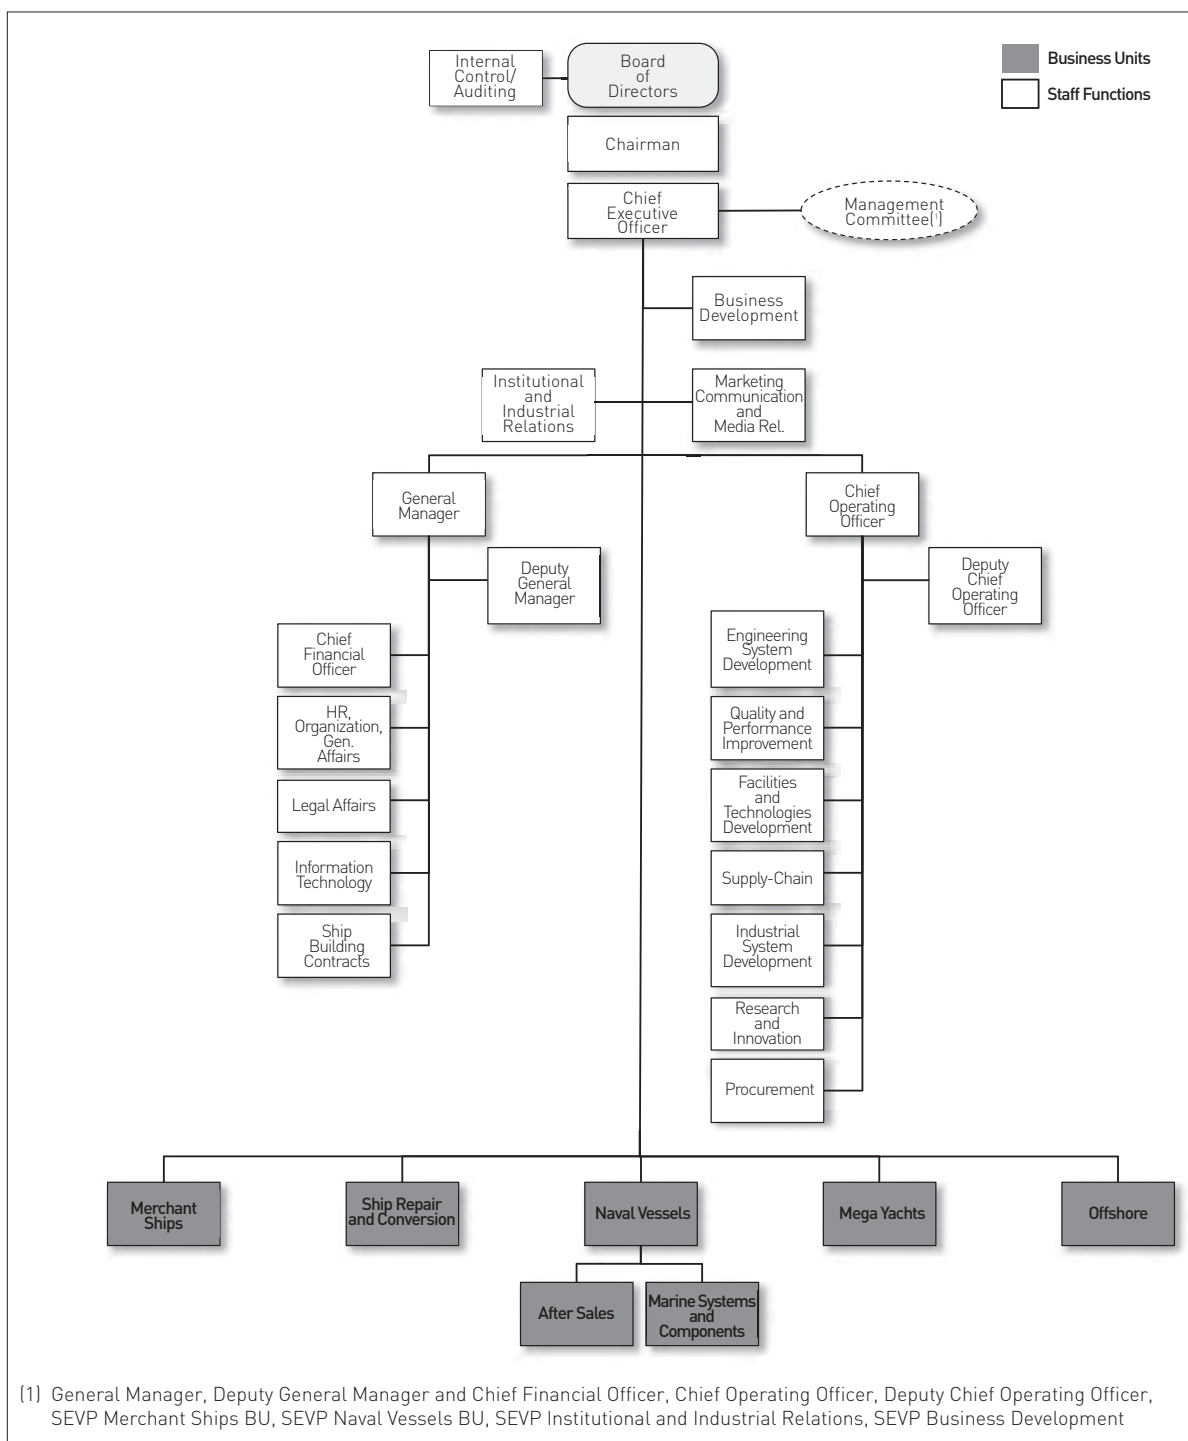 Internal
Control/
Auditing
Board
of
Directors
Business Units
Staff Functions
Chairman
Chief
Executive
Officer
Management
Committee(¹)
Business
Development
Institutional
and
Industrial
Relations
Marketing
Communication
and
Media Rel.
General
Manager
Chief
Operating
Officer
Deputy
General
Manager
Deputy
Chief
Operating
Officer
Chief
Financial
Officer
HR,
Organization,
Gen.
Affairs
Legal Affairs
Information
Technology
Ship
Building
Contracts
Engineering
System
Development
Quality and
Performance
Improvement
Facilities
and
Technologies
Development
Supply-Chain
Industrial
System
Development
Research
and
Innovation
Procurement
Merchant
Ships
Ship Repair
and Conversion
Naval Vessels
Mega Yachts
Offshore
After Sales
Marine Systems
and
Components
(1) General Manager, Deputy General Manager and Chief Financial Officer, Chief Operating Officer, Deputy Chief Operating Officer,
SEVP Merchant Ships BU, SEVP Naval Vessels BU, SEVP Institutional and Industrial Relations, SEVP Business Development